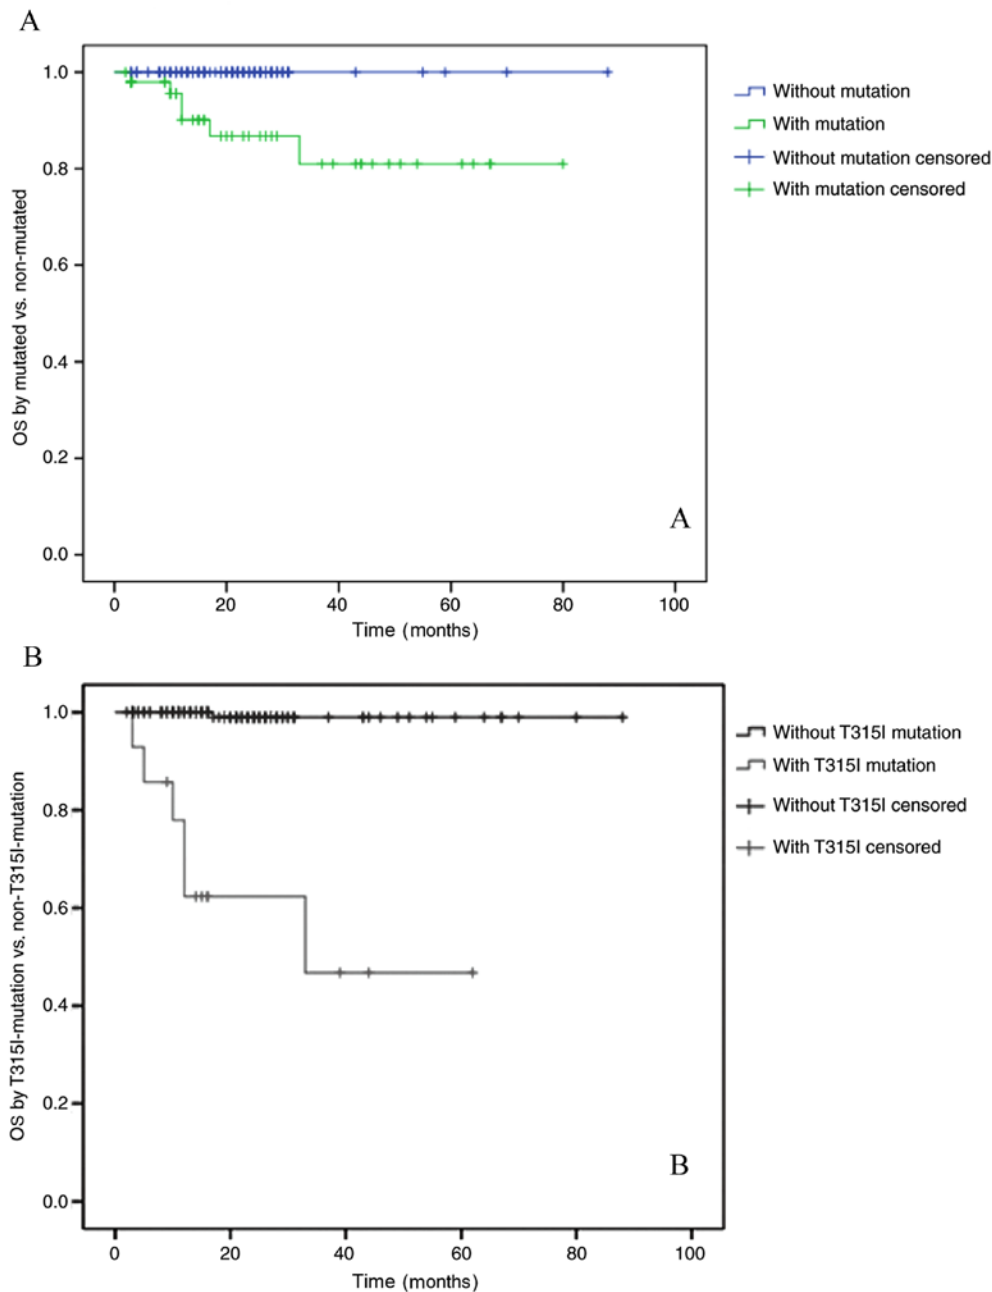 A
1.0
0.8
0.6
0.4
0.2
0.0
OS by mutated vs. non-mutated
0 20 40 60 80 100
Time (months)
Without mutation
With mutation
Without mutation censored
With mutation censored
A
B
1.0
0.8
0.6
0.4
0.2
0.0
OS by T315I-mutation vs. non-T315I-mutation
0 20 40 60 80 100
Time (months)
Without T315I mutation
With T315I mutation
Without T315I censored
With T315I censored
B